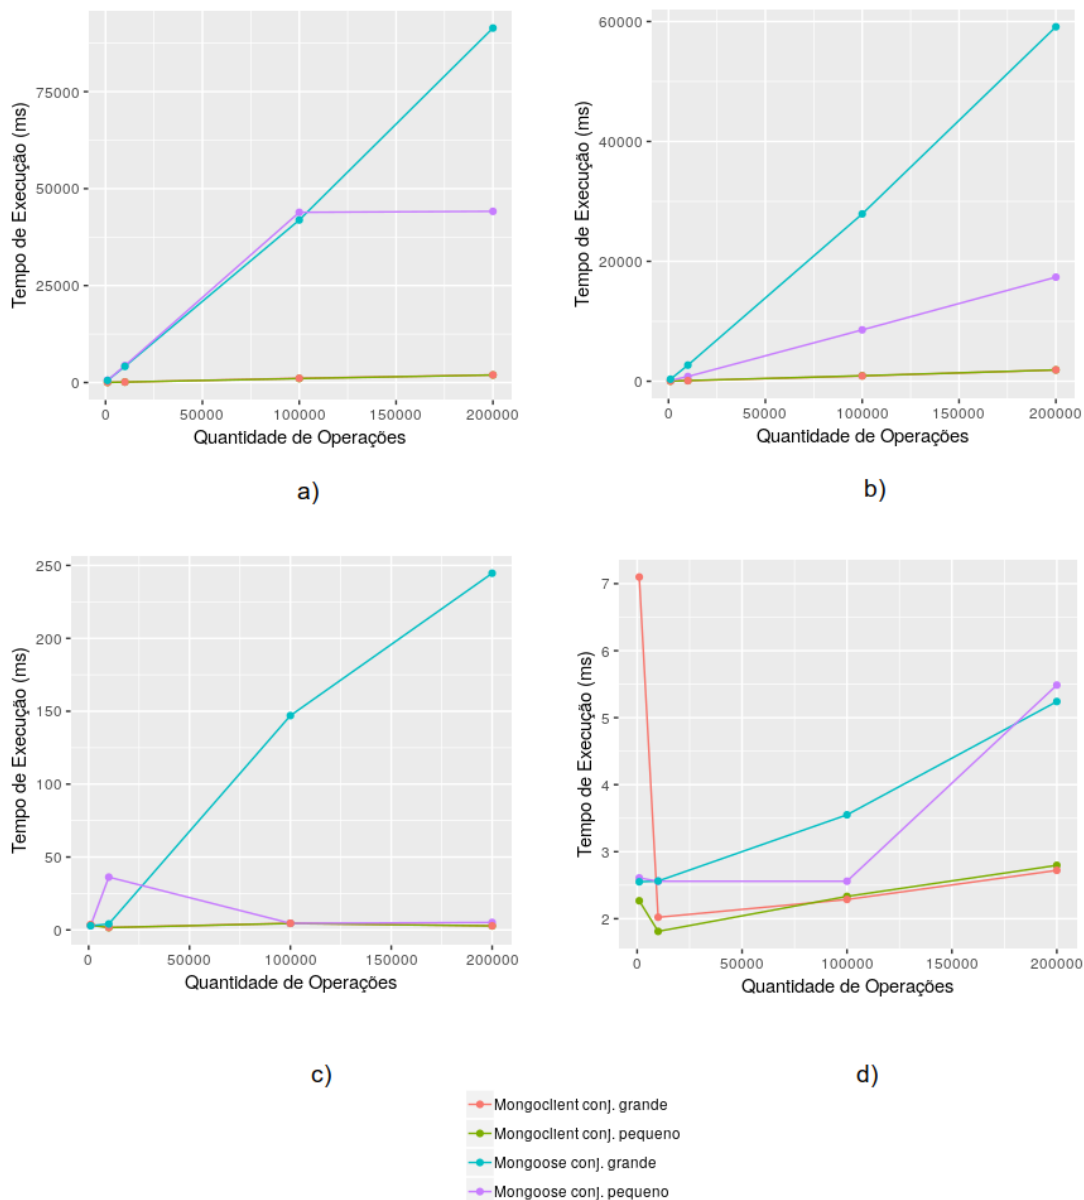 75000
50000
25000
0
Tempo de Execução (ms)
0 50000 100000 150000 200000
Quantidade de Operações
a)
60000
40000
20000
0
Tempo de Execução (ms)
0 50000 100000 150000 200000
Quantidade de Operações
b)
250
200
150
100
50
0
Tempo de Execução (ms)
0 50000 100000 150000 200000
Quantidade de Operações
c)
7
6
5
4
3
2
Tempo de Execução (ms)
0 50000 100000 150000 200000
Quantidade de Operações
d)
Mongoclient conj. grande
Mongoclient conj. pequeno
Mongoose conj. grande
Mongoose conj. pequeno